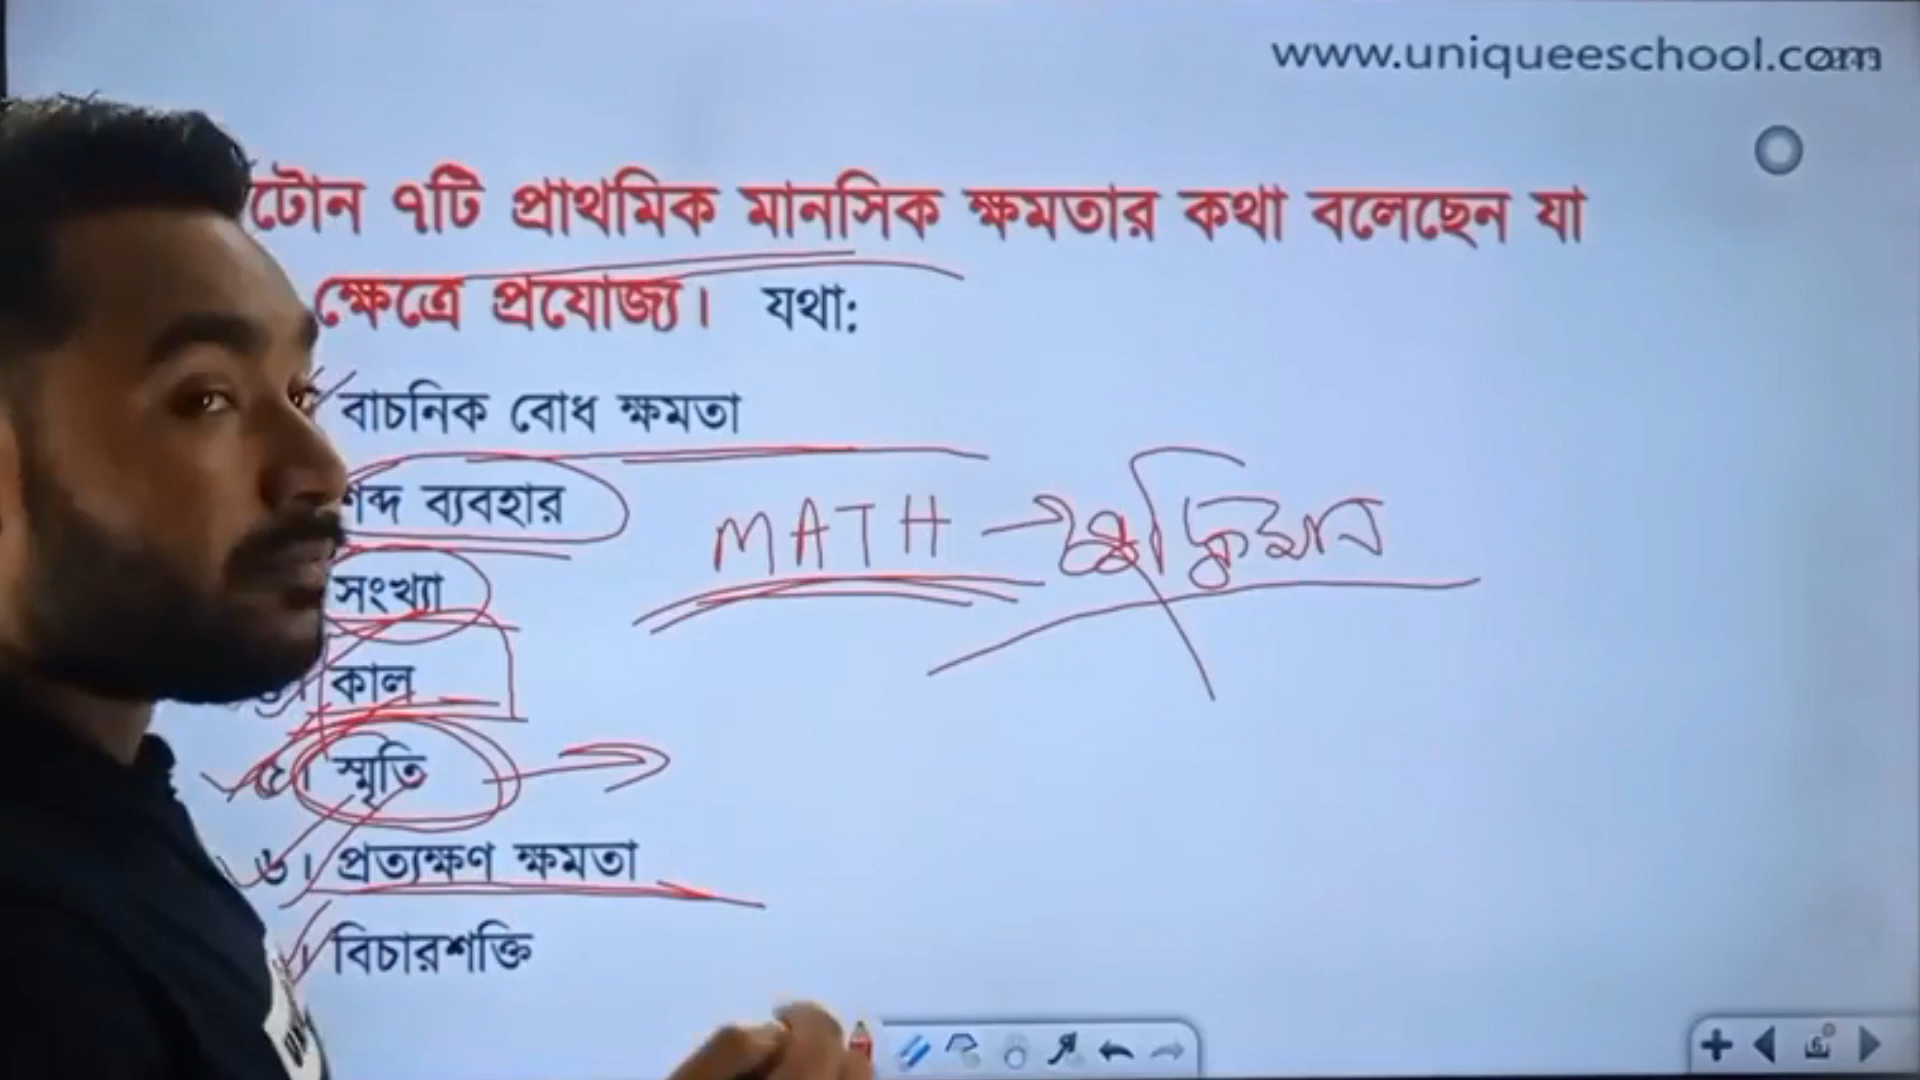 www.uniqueeschool.com
টোন ৭টি প্রাথমিক মানসিক ক্ষমতার কথা বলেছেন যা
ক্ষেত্রে প্রযোজ্য। যথা:
বাচনিক বোধ ক্ষমতা
শব্দ ব্যবহার
MATH
সংখ্যা
কাল
৫। স্মৃতি
৬। প্রত্যক্ষণ ক্ষমতা
। বিচারশক্তি